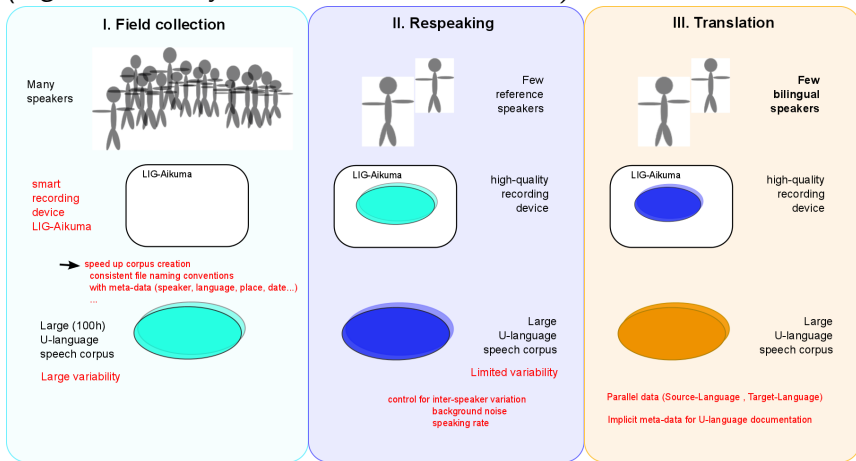 I. Field collection
Many
speakers
smart
recording
device
LIG-Aikuma
LIG-Aikuma
speed up corpus creation
consistent file naming conventions
with meta-data (speaker, language, place, date...)
...
Large (100h)
U-language
speech corpus
Large variability
II. Respeaking
Few
reference
speakers
LIG-Aikuma
high-quality
recording
device
Large
U-language
speech corpus
Limited variability
control for inter-speaker variation
background noise
speaking rate
III. Translation
Few
bilingual
speakers
LIG-Aikuma
high-quality
recording
device
Large
U-language
speech corpus
Parallel data (Source-Language , Target-Language)
Implicit meta-data for U-language documentation